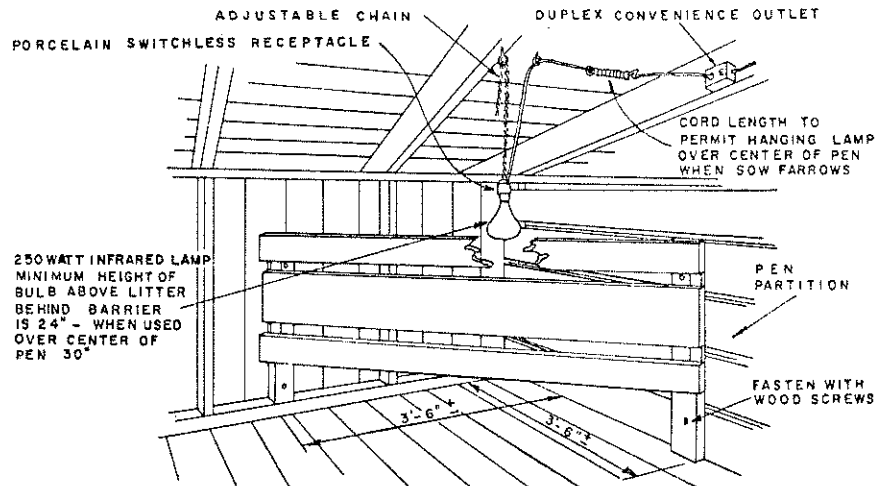 ADJUSTABLE CHAIN
DUPLEX CONVENIENCE OUTLET
PORCELAIN SWITCHLESS RECEPTACLE
CORD LENGTH TO
PERMIT HANGING LAMP
OVER CENTER OF PEN
WHEN SOW FARROWS
250 WATT INFRARED LAMP
MINIMUM HEIGHT OF
BULB ABOVE LITTER
BEHIND BARRIER
IS 24" - WHEN USED
OVER CENTER OF
PEN 30"
PEN
PARTITION
FASTEN WITH
WOOD SCREWS
3'-6" ±
3'-6" ±